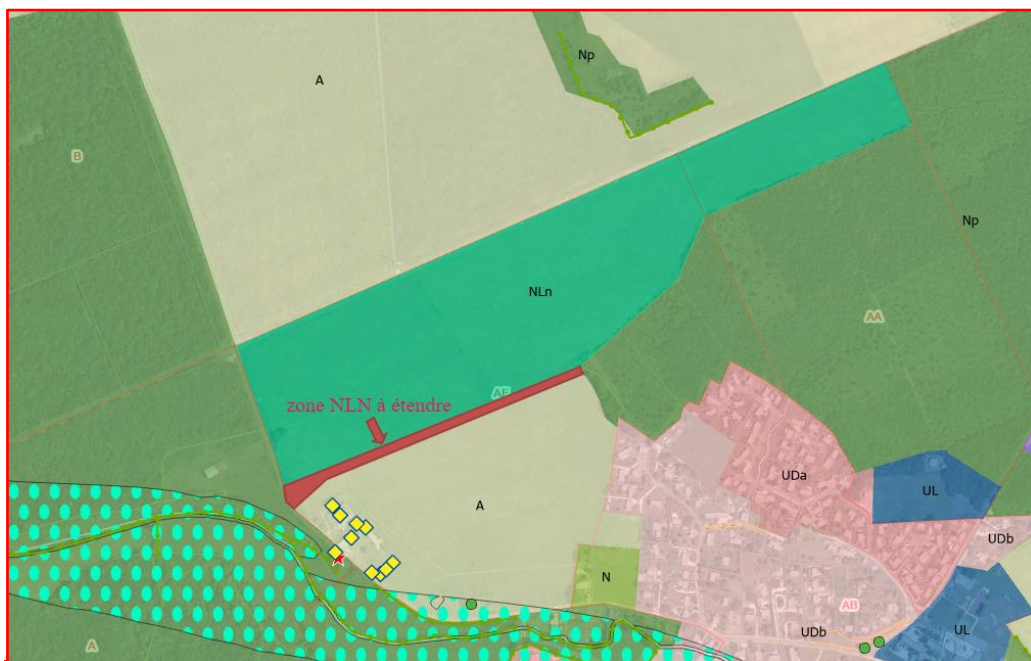 Np
A
B
Np
NLn
AA
AE
zone NLN à étendre
UDa
UL
A
UDb
N
AB
UDb
UL
A